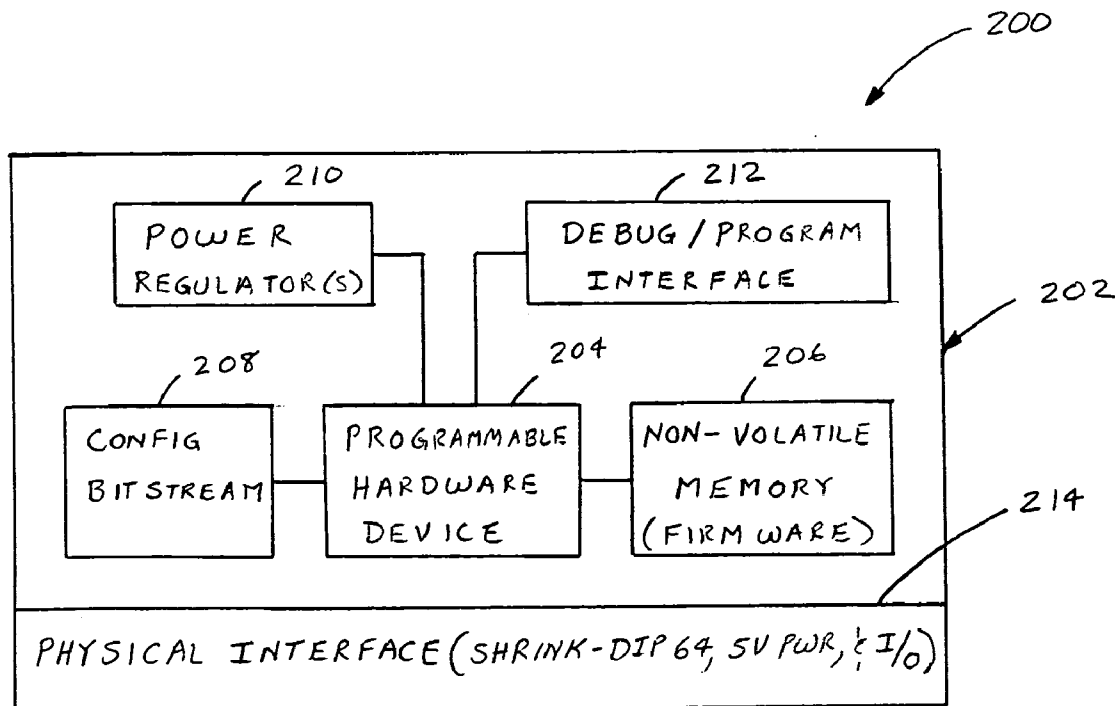 200
210
POWER
REGULATOR(S)
212
DEBUG/PROGRAM
INTERFACE
202
208
CONFIG
BITSTREAM
204
PROGRAMMABLE
HARDWARE
DEVICE
206
NON-VOLATILE
MEMORY
(FIRMWARE)
214
PHYSICAL INTERFACE (SHRINK-DIP 64, 5V PWR, & I/O)